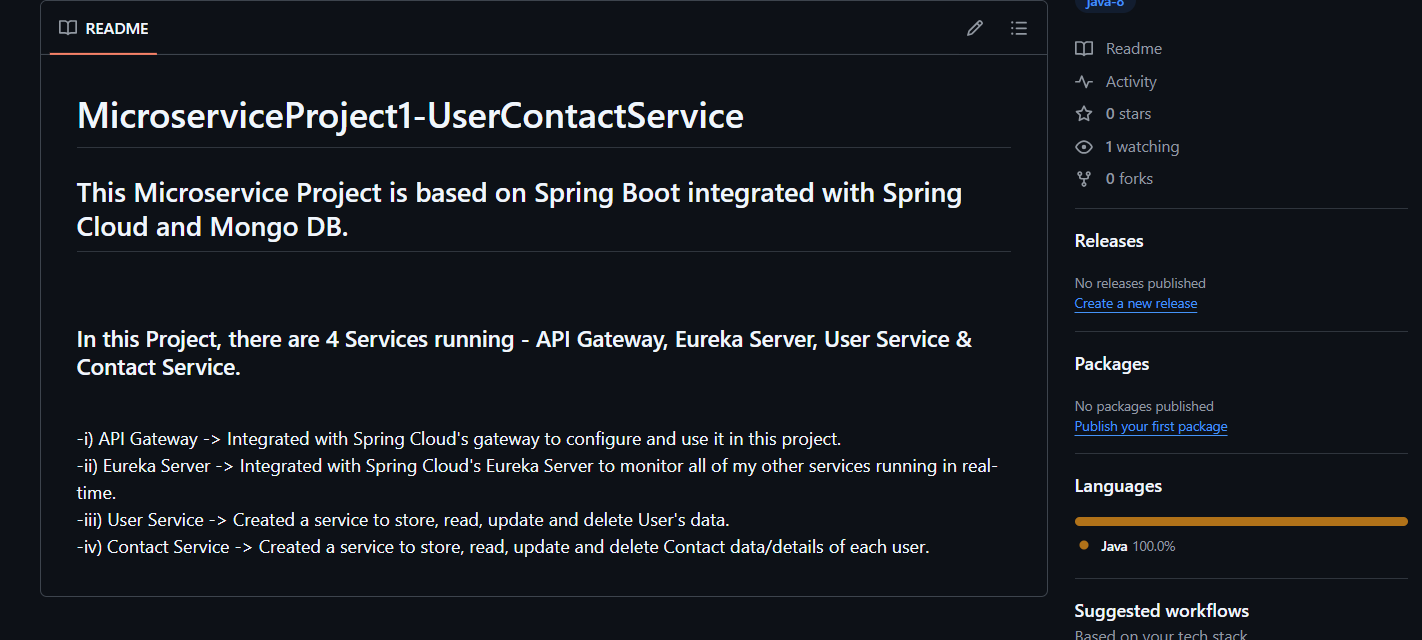 README
MicroserviceProject1-UserContactService
This Microservice Project is based on Spring Boot integrated with Spring
Cloud and Mongo DB.
In this Project, there are 4 Services running - API Gateway, Eureka Server, User Service &
Contact Service.
-i) API Gateway -> Integrated with Spring Cloud's gateway to configure and use it in this project.
-ii) Eureka Server -> Integrated with Spring Cloud's Eureka Server to monitor all of my other services running in real-
time.
-iii) User Service -> Created a service to store, read, update and delete User's data.
-iv) Contact Service -> Created a service to store, read, update and delete Contact data/details of each user.
java-8
Readme
Activity
0 stars
1 watching
0 forks
Releases
No releases published
Create a new release
Packages
No packages published
Publish your first package
Languages
Java 100.0%
Suggested workflows
Based on your tech stack